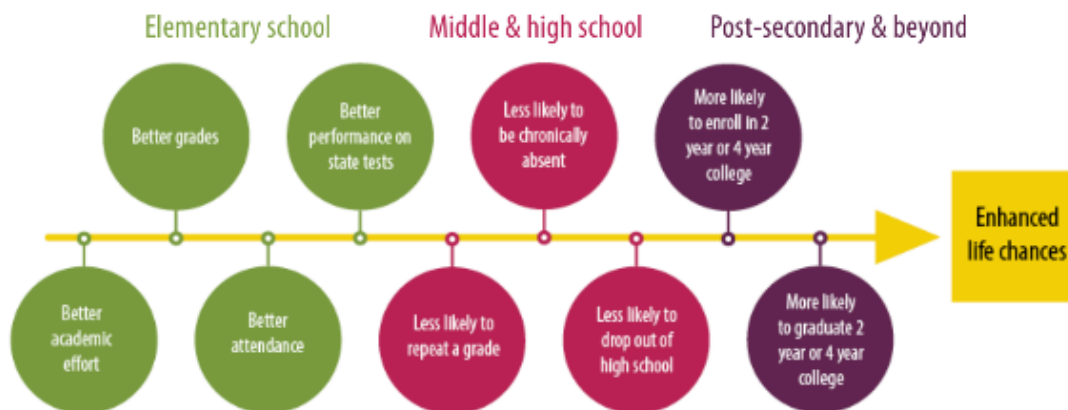 Elementary school
Middle & high school
Post-secondary & beyond
Better grades
Better
performance on
state tests
Less likely to
be chronically
absent
More likely
to enroll in 2
year or 4 year
college
Enhanced
life chances
Better
academic
effort
Better
attendance
Less likely to
repeat a grade
Less likely to
drop out of
high school
More likely
to graduate 2
year or 4 year
college